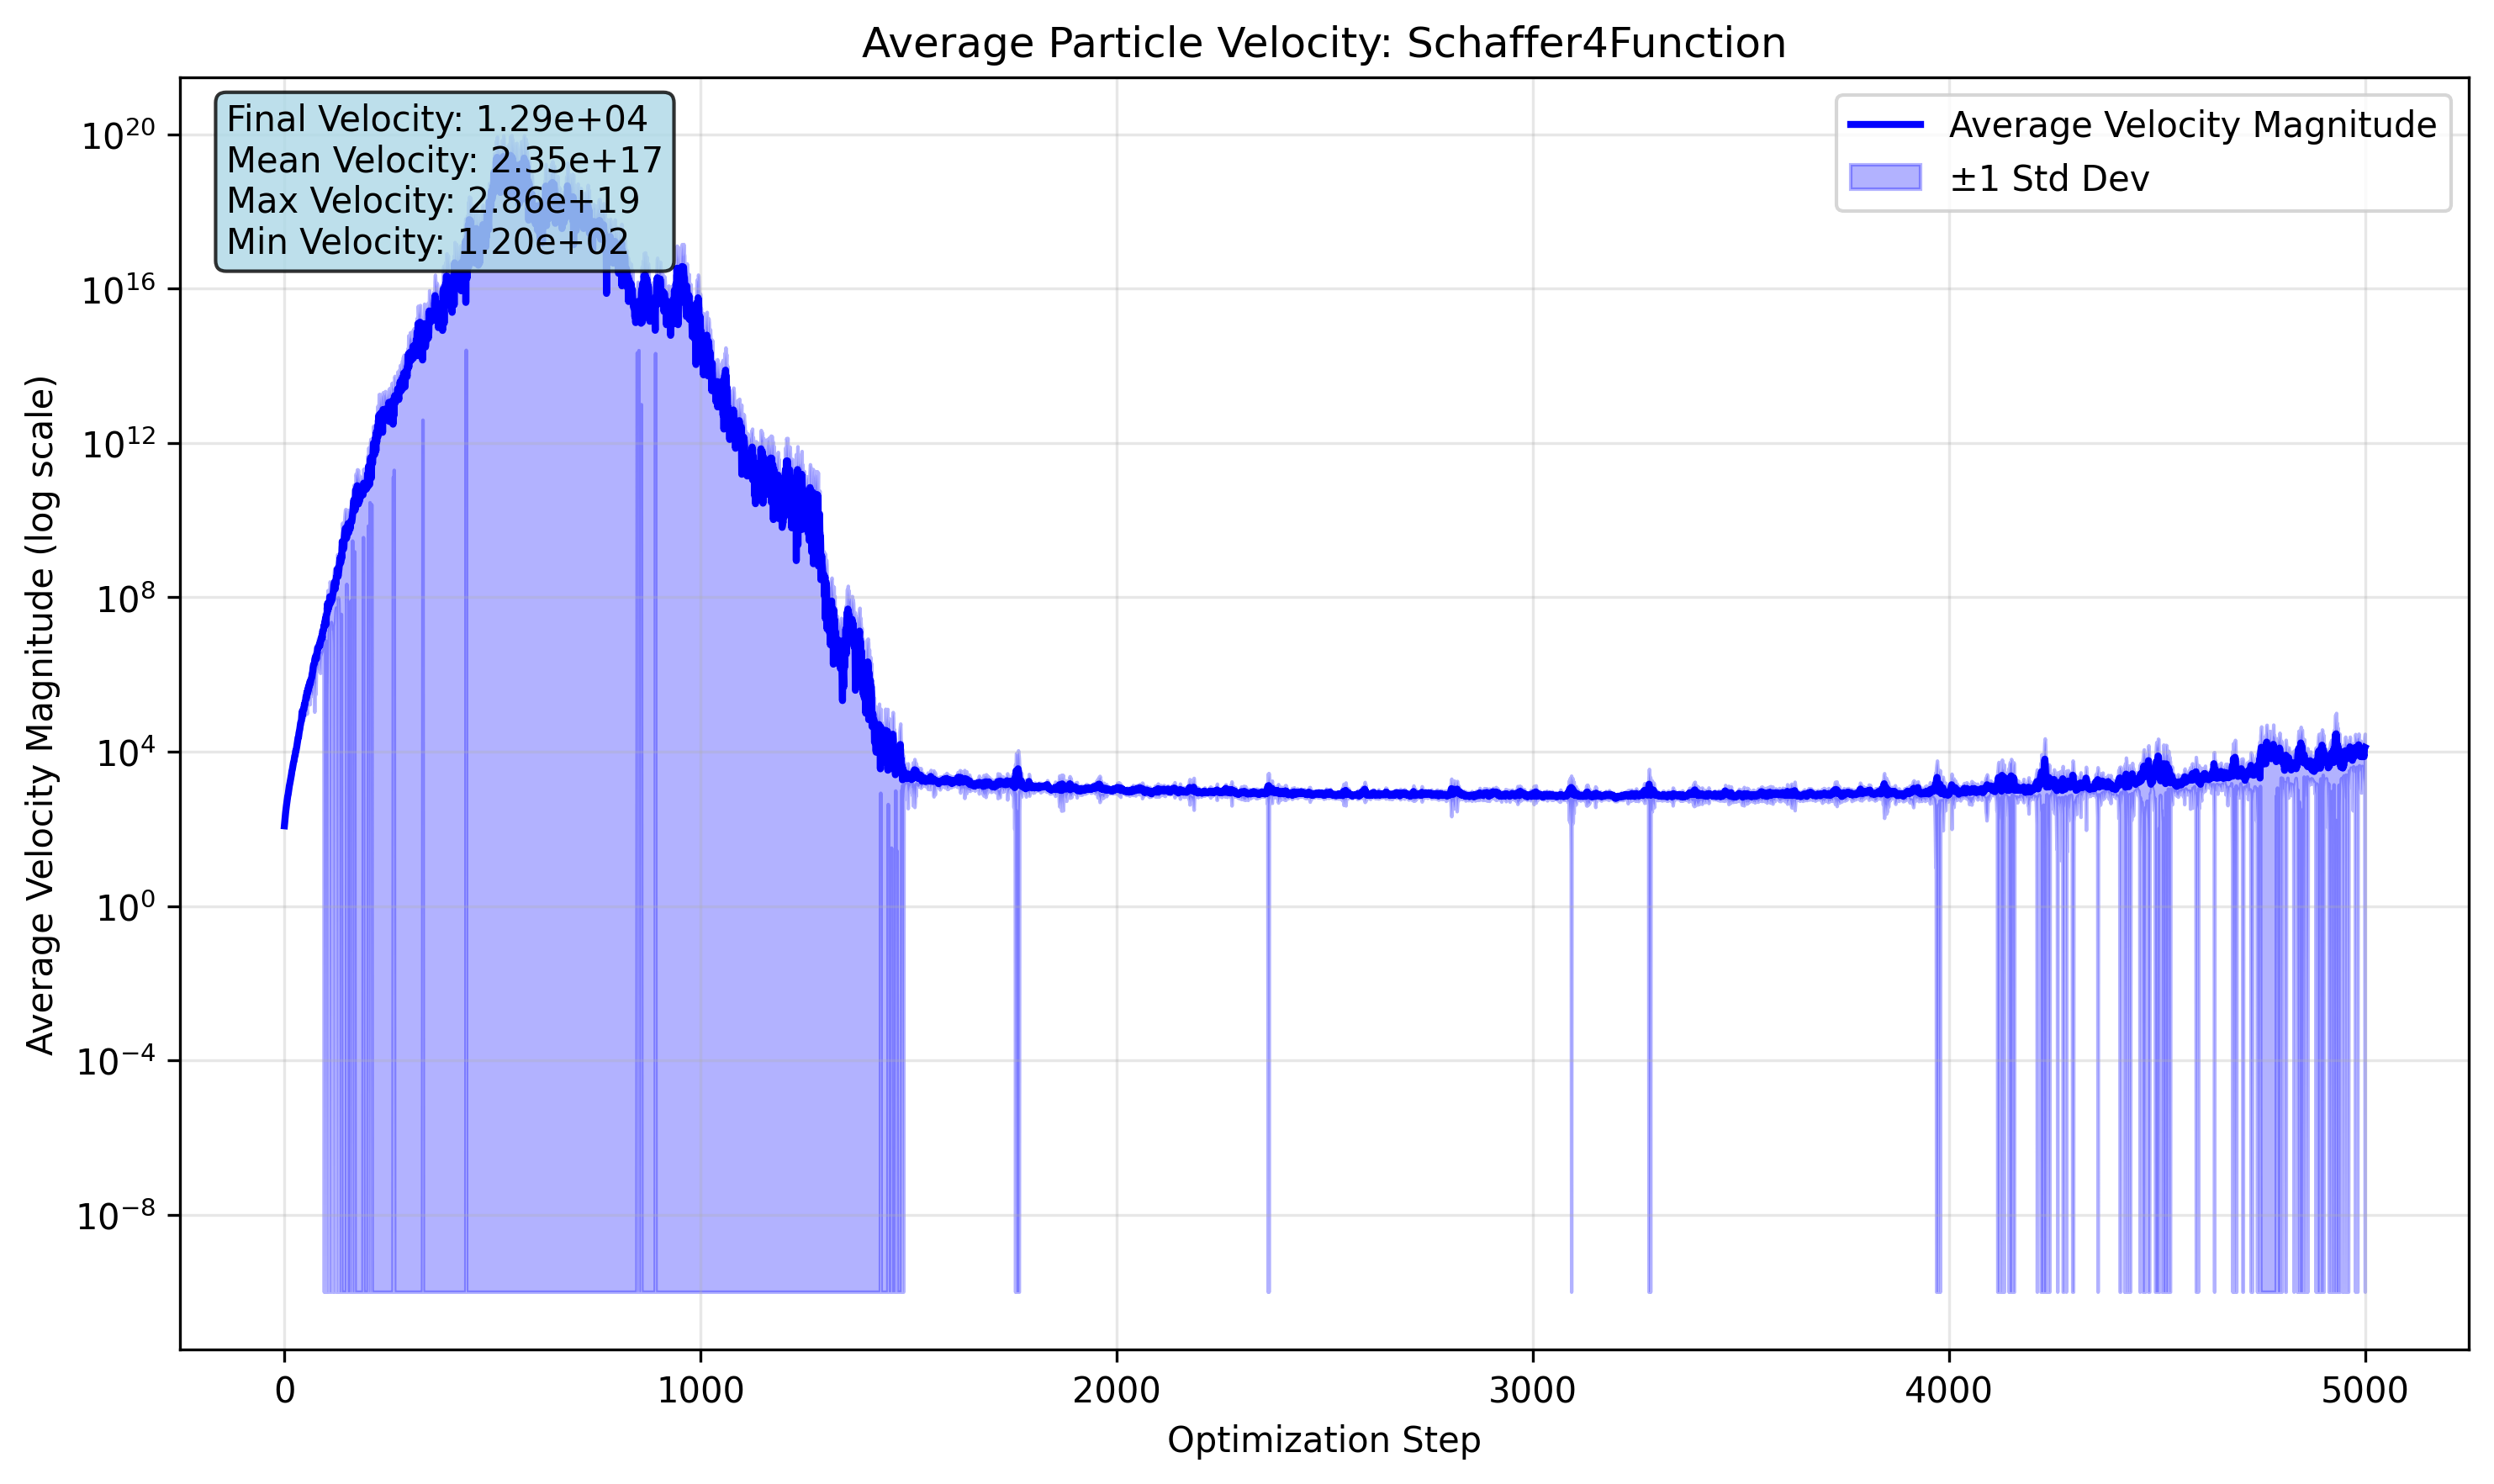 Average Particle Velocity: Schaffer4Function
Final Velocity: 1.29e+04
Mean Velocity: 2.35e+17
Max Velocity: 2.86e+19
Min Velocity: 1.20e+02
Average Velocity Magnitude
±1 Std Dev
Average Velocity Magnitude (log scale)
10²⁰
10¹⁶
10¹²
10⁸
10⁴
10⁰
10⁻⁴
10⁻⁸
0 1000 2000 3000 4000 5000
Optimization Step